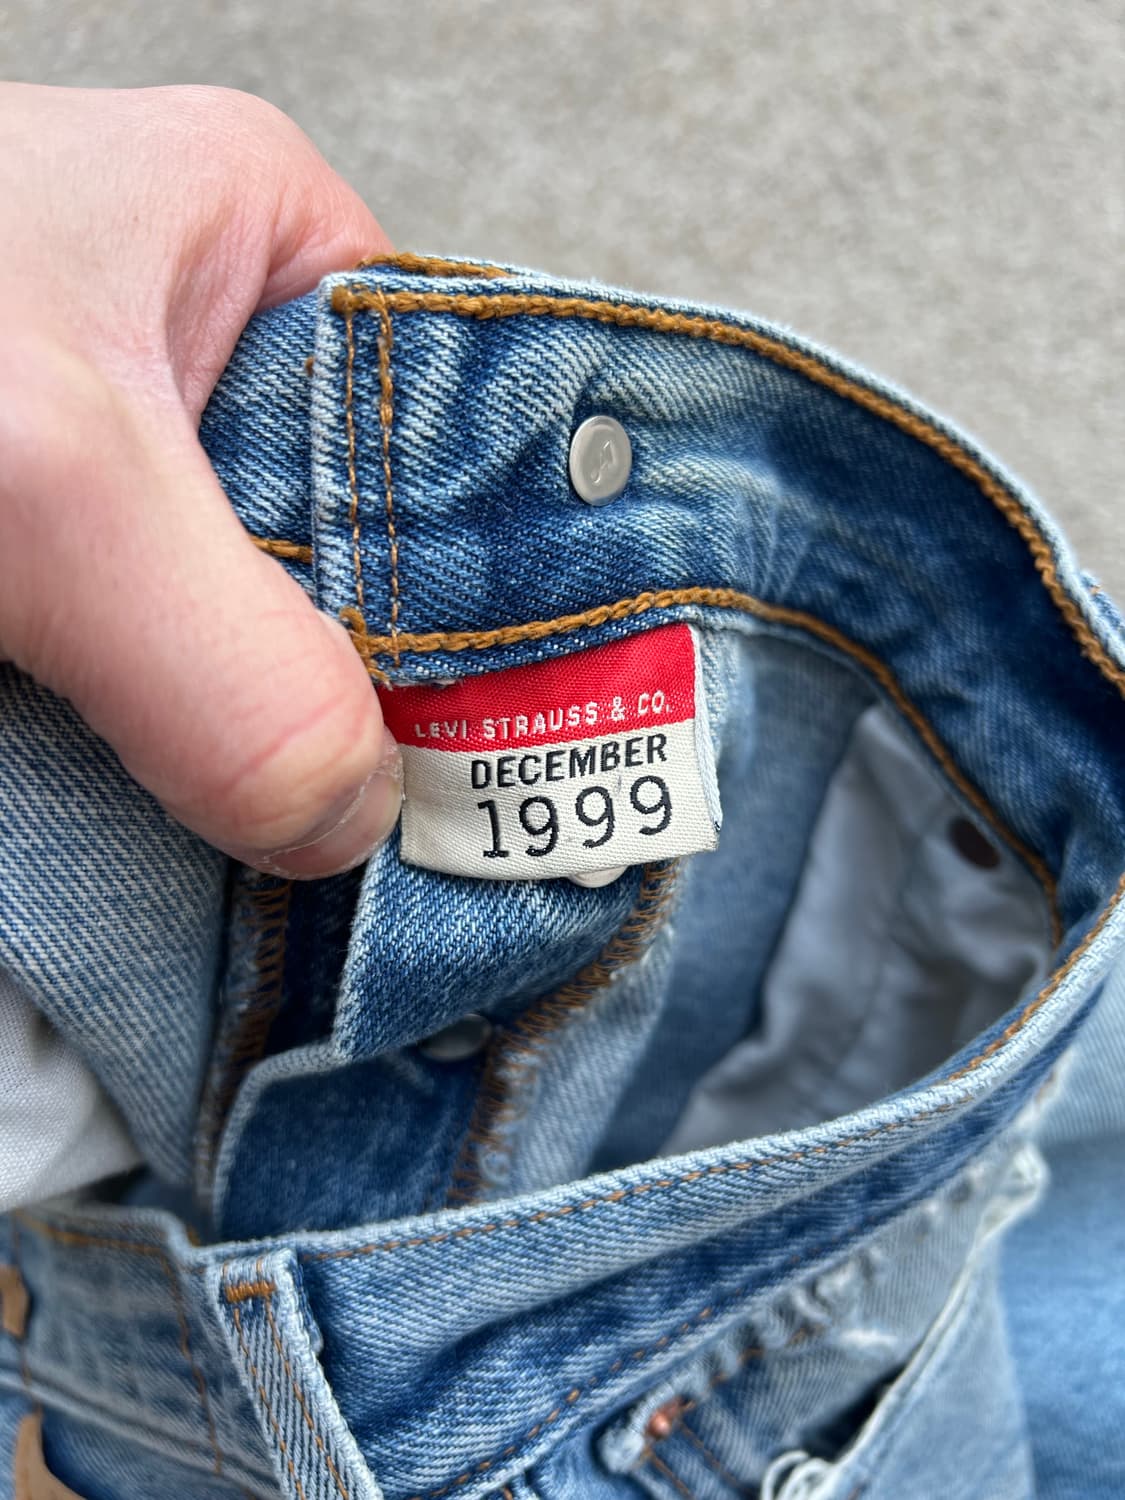 LEVI STRAUSS & CO.
DECEMBER
1999